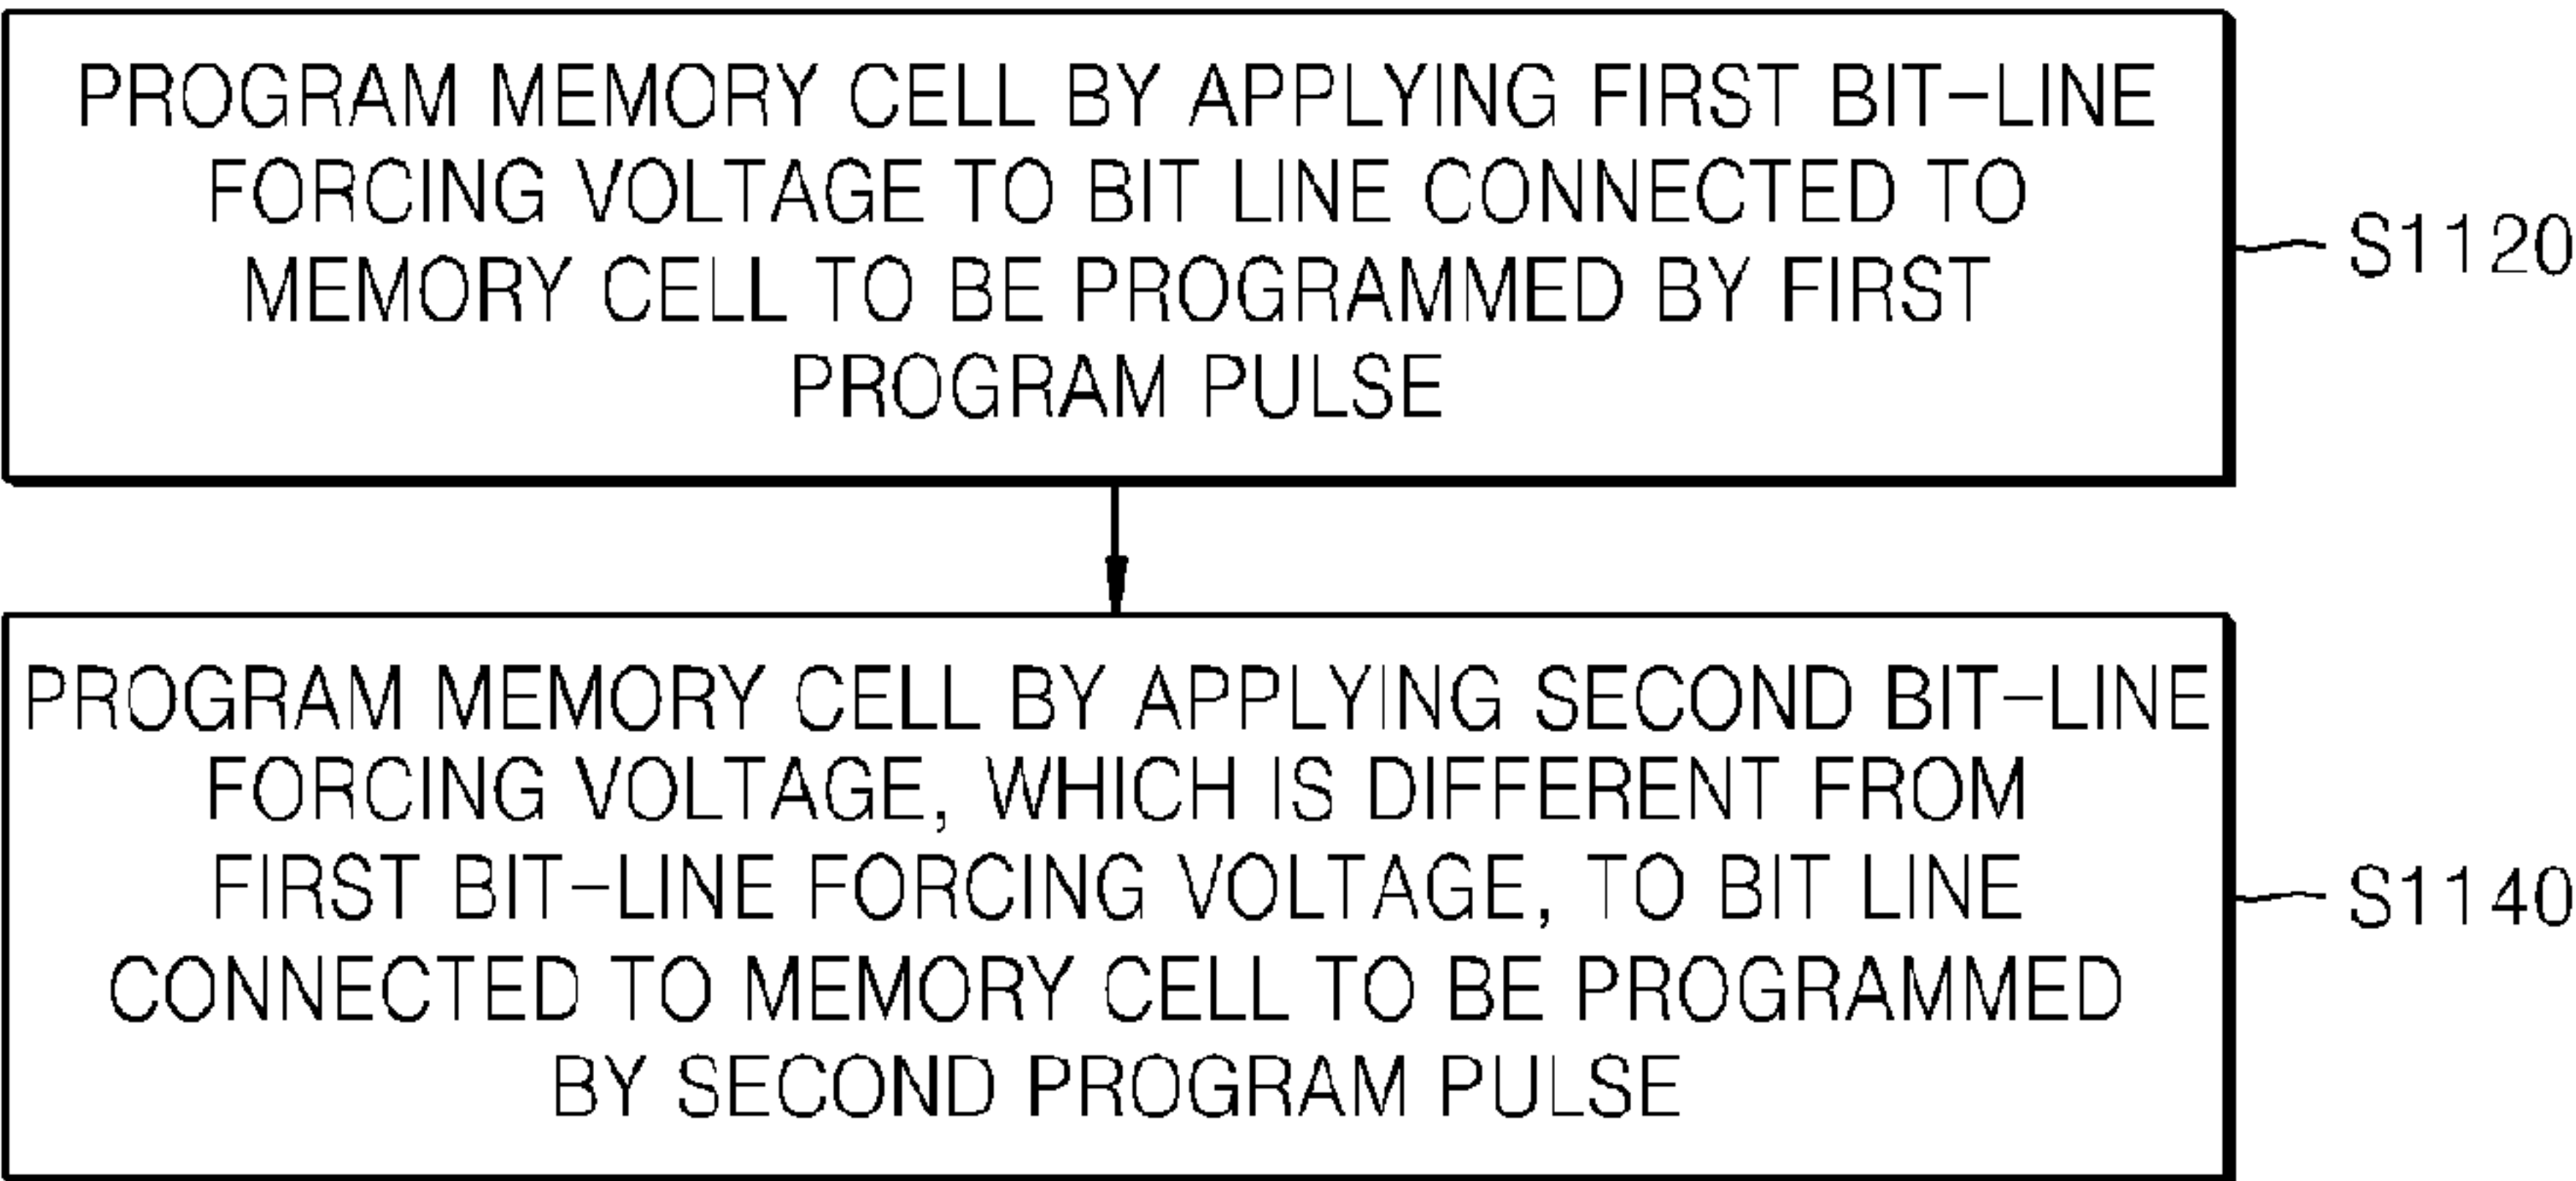 PROGRAM MEMORY CELL BY APPLYING FIRST BIT-LINE
FORCING VOLTAGE TO BIT LINE CONNECTED TO
MEMORY CELL TO BE PROGRAMMED BY FIRST
PROGRAM PULSE
S1120
PROGRAM MEMORY CELL BY APPLYING SECOND BIT-LINE
FORCING VOLTAGE, WHICH IS DIFFERENT FROM
FIRST BIT-LINE FORCING VOLTAGE, TO BIT LINE
CONNECTED TO MEMORY CELL TO BE PROGRAMMED
BY SECOND PROGRAM PULSE
S1140